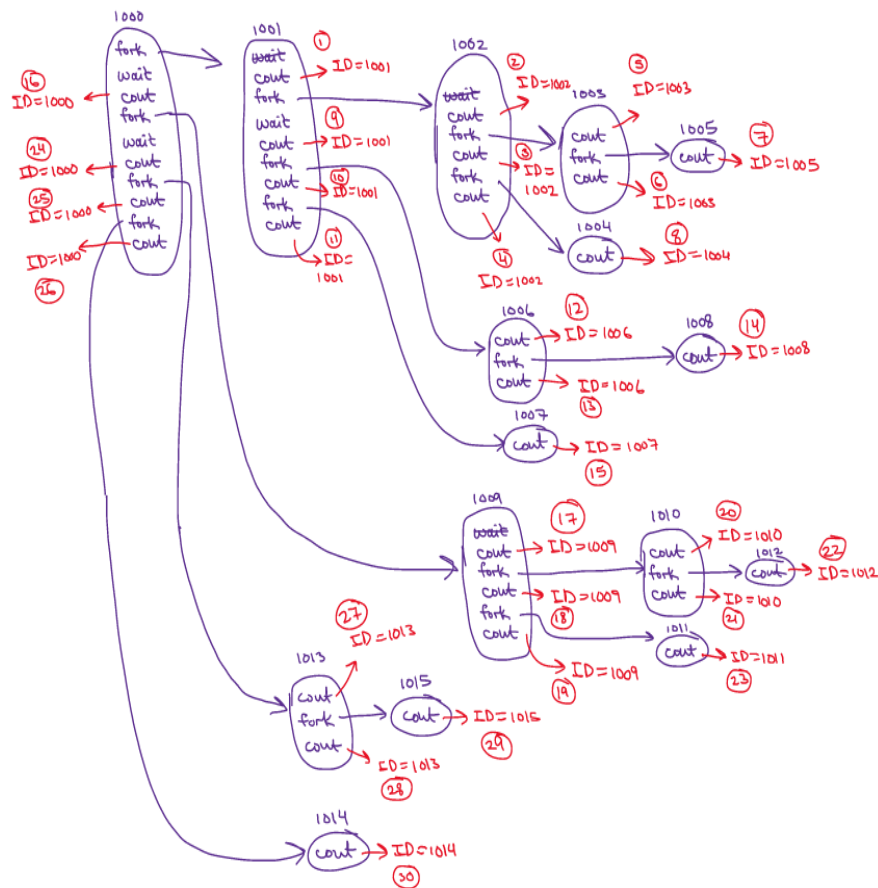 1000
fork
wait
cout
fork
wait
cout
fork
cout
fork
cout
16
ID=1000
24
ID=1000
25
ID=1000
ID=1000
26
1001
wait
cout
fork
wait
cout
fork
cout
fork
cout
1
ID=1001
9
ID=1001
10
ID=1001
11
ID=
1001
1002
wait
cout
fork
cout
fork
cout
2
ID=1002
3
ID=
1002
4
ID=1002
1003
cout
fork
cout
5
ID=1003
6
ID=1003
1005
cout
7
ID=1005
1004
cout
8
ID=1004
1006
cout
fork
cout
12
ID=1006
ID=1006
13
1008
cout
14
ID=1008
1007
cout
ID=1007
15
1009
wait
cout
fork
cout
fork
cout
17
ID=1009
ID=1009
18
ID=1009
19
1010
cout
fork
cout
20
ID=1010
ID=1010
21
1012
cout
22
ID=1012
1011
cout
ID=1011
23
1013
cout
fork
cout
27
ID=1013
ID=1013
28
1015
cout
ID=1015
29
1014
cout
ID=1014
30